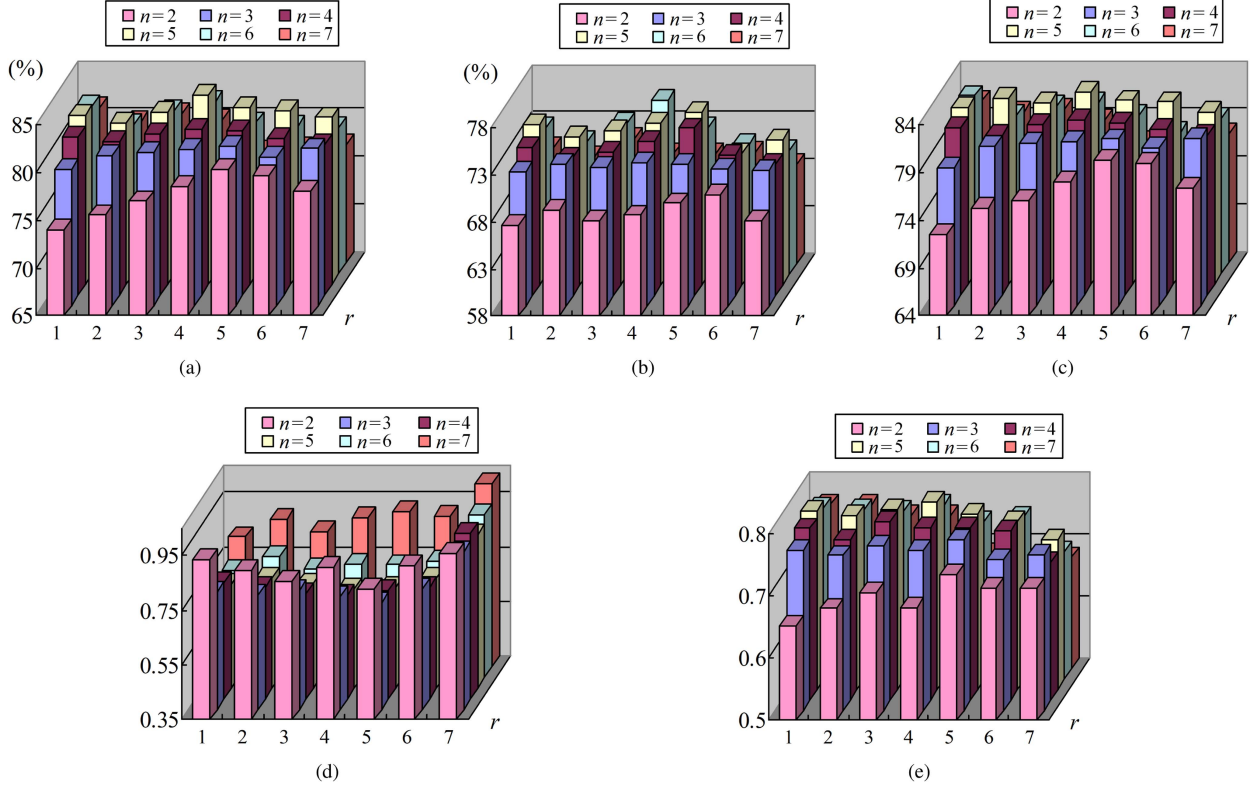 n=2 n=3 n=4
n=5 n=6 n=7
(%)
85
80
75
70
65
1 2 3 4 5 6 7 r
(a)
n=2 n=3 n=4
n=5 n=6 n=7
(%)
78
73
68
63
58
1 2 3 4 5 6 7 r
(b)
n=2 n=3 n=4
n=5 n=6 n=7
(%)
84
79
74
69
64
1 2 3 4 5 6 7 r
(c)
n=2 n=3 n=4
n=5 n=6 n=7
0.95
0.75
0.55
0.35
1 2 3 4 5 6 7 r
(d)
n=2 n=3 n=4
n=5 n=6 n=7
0.8
0.7
0.6
0.5
1 2 3 4 5 6 7 r
(e)